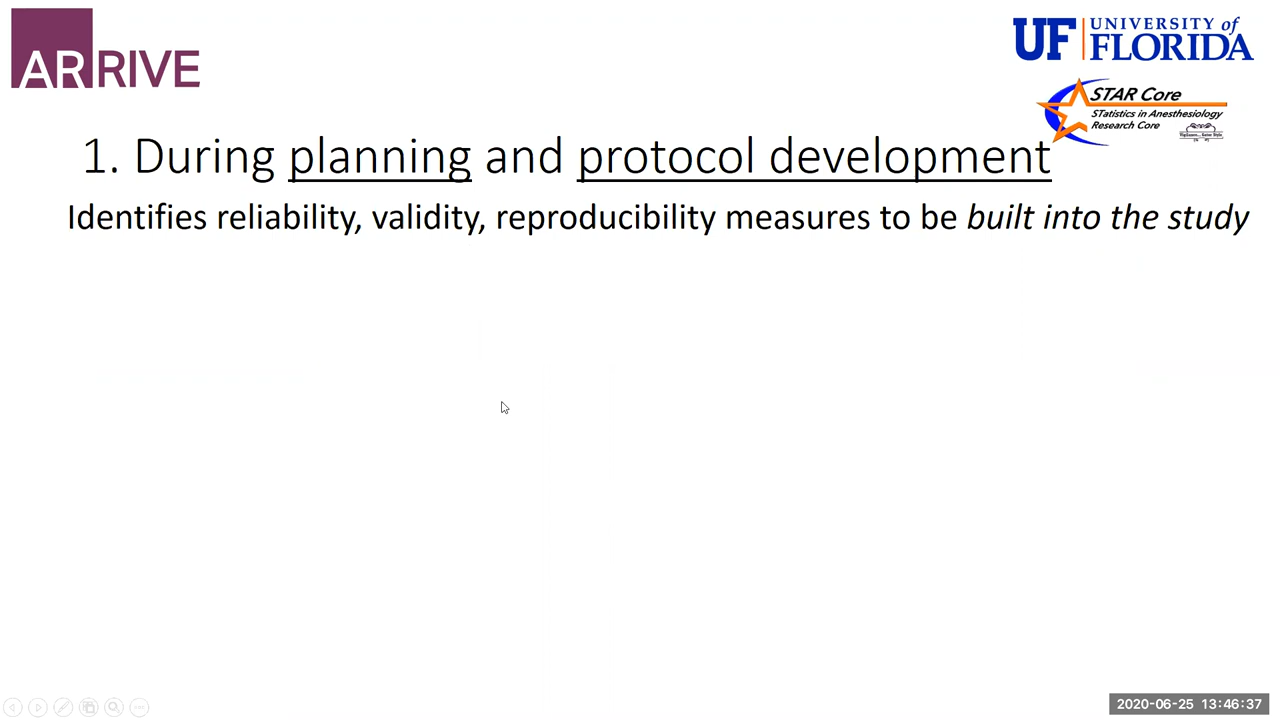 ARRIVE
UF UNIVERSITY of
FLORIDA
STAR Core
STatistics in Anesthesiology
Research Core
1. During planning and protocol development
Identifies reliability, validity, reproducibility measures to be built into the study
2020-06-25 13:46:37